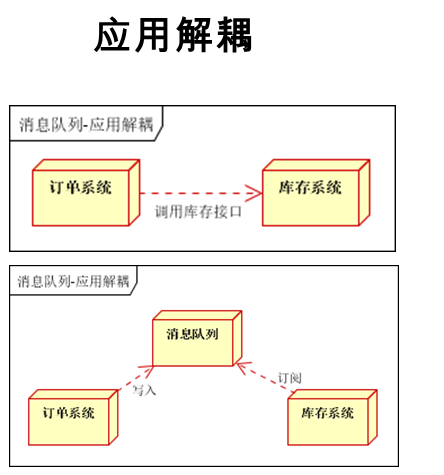 应用解耦
消息队列-应用解耦
订单系统
库存系统
调用库存接口
消息队列-应用解耦
消息队列
写入
订阅
订单系统
库存系统